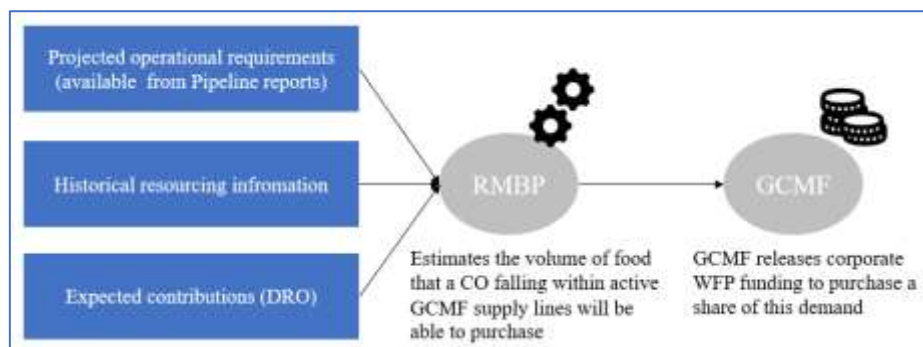 Projected operational requirements
(available from Pipeline reports)
Historical resourcing infromation
Expected contributions (DRO)
RMBP
GCMF
Estimates the volume of food
that a CO falling within active
GCMF supply lines will be
able to purchase
GCMF releases corporate
WFP funding to purchase a
share of this demand